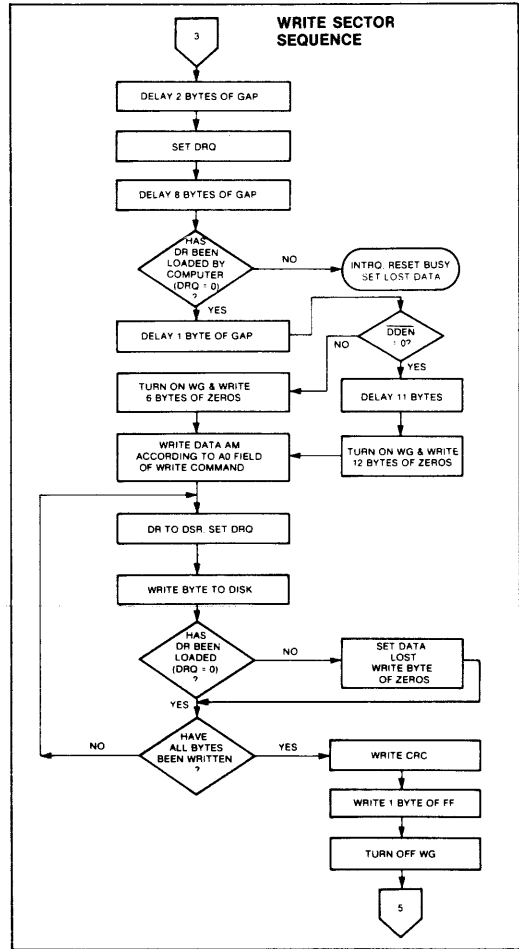 WRITE SECTOR
SEQUENCE
3
DELAY 2 BYTES OF GAP
SET DRQ
DELAY 8 BYTES OF GAP
HAS
DR BEEN
LOADED BY
COMPUTER
(DRQ = 0)
?
NO
INTRQ. RESET BUSY
SET LOST DATA
YES
DELAY 1 BYTE OF GAP
DDEN
= 0?
NO
YES
TURN ON WG & WRITE
6 BYTES OF ZEROS
DELAY 11 BYTES
WRITE DATA AM
ACCORDING TO A0 FIELD
OF WRITE COMMAND
TURN ON WG & WRITE
12 BYTES OF ZEROS
DR TO DSR. SET DRQ
WRITE BYTE TO DISK
HAS
DR BEEN
LOADED
(DRQ = 0)
?
NO
SET DATA
LOST
WRITE BYTE
OF ZEROS
YES
HAVE
ALL BYTES
BEEN WRITTEN
?
NO
YES
WRITE CRC
WRITE 1 BYTE OF FF
TURN OFF WG
5